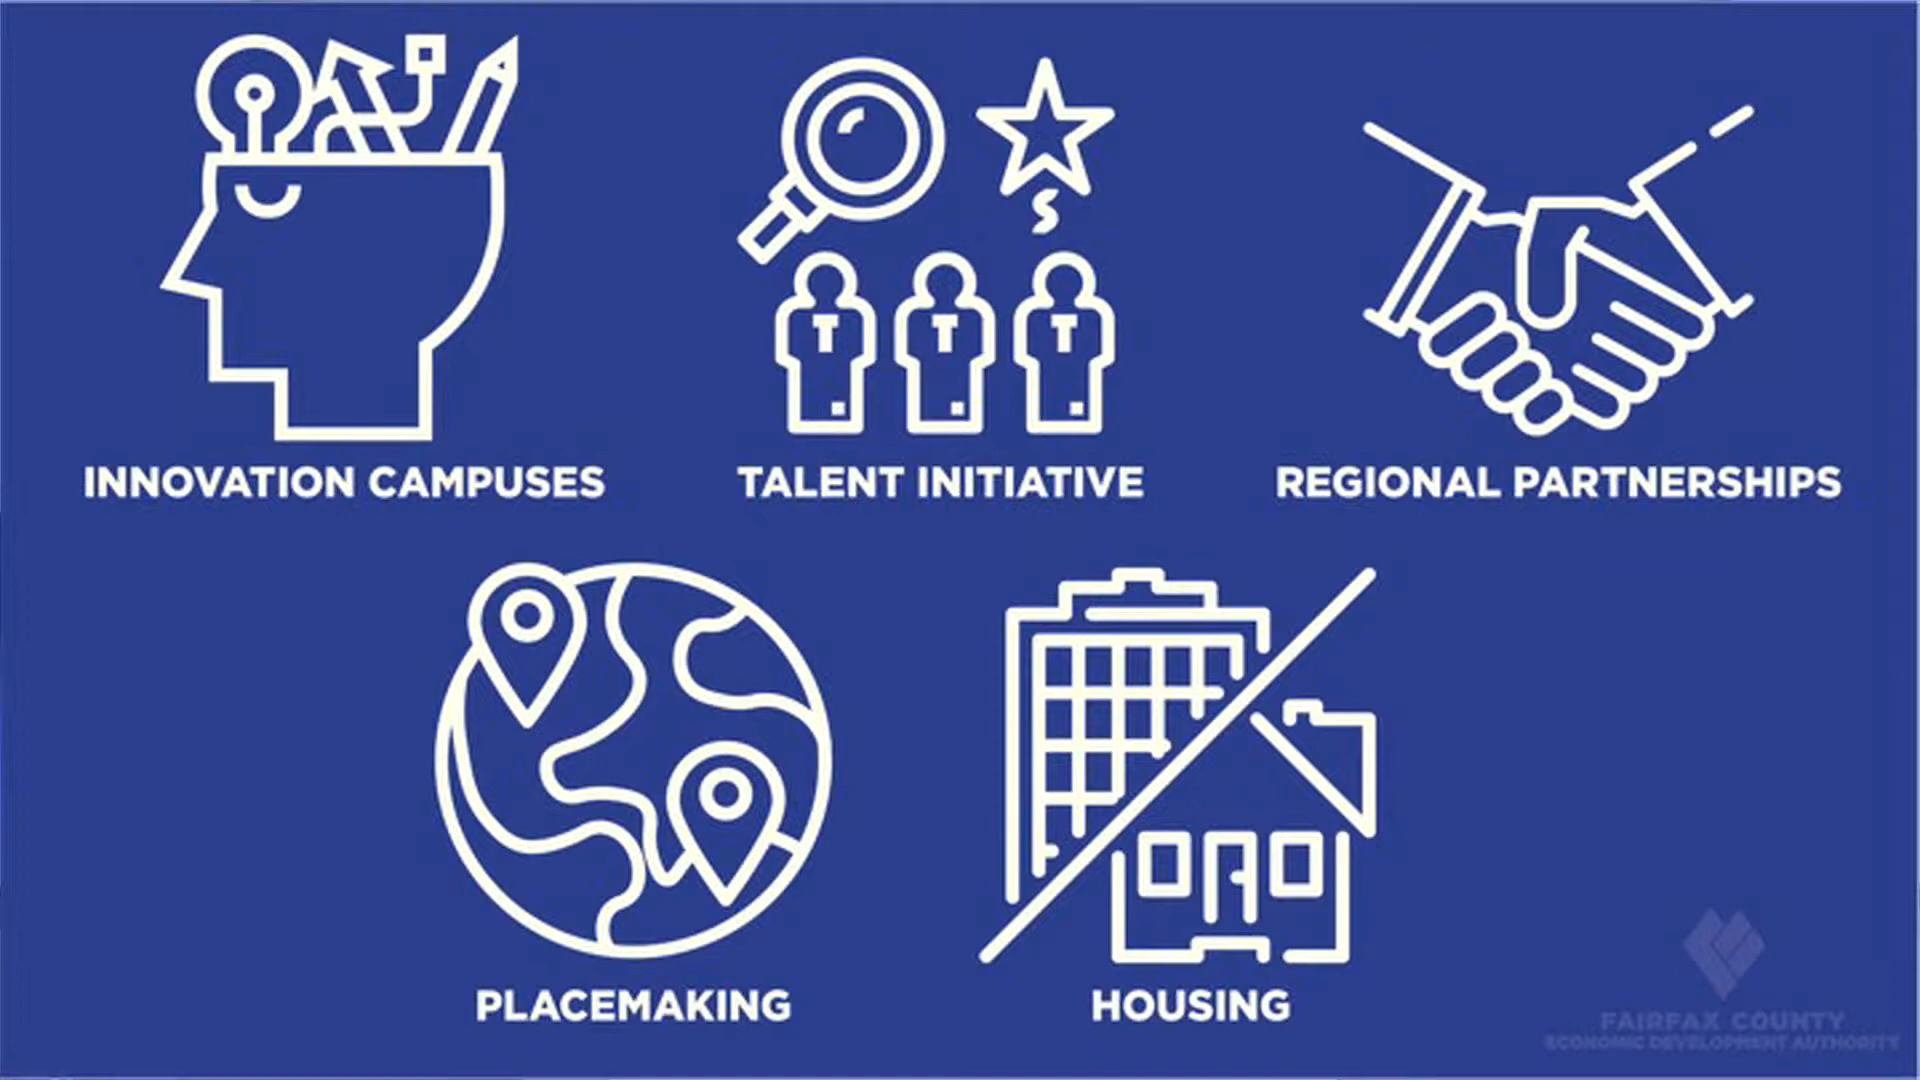 INNOVATION CAMPUSES
TALENT INITIATIVE
REGIONAL PARTNERSHIPS
T T T
PLACEMAKING
HOUSING
FAIRFAX COUNTY
ECONOMIC DEVELOPMENT AUTHORITY